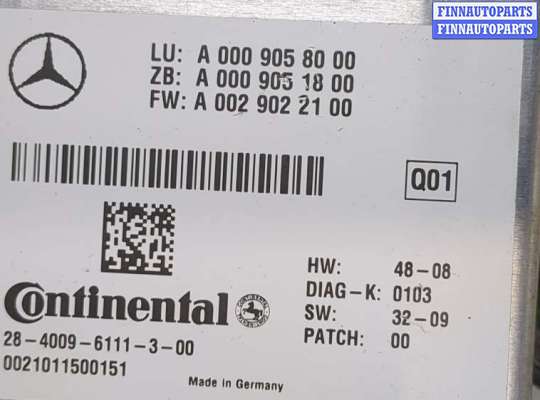 FINNAUTOPARTS
FINNAUTOPARTS
LU: A 000 905 80 00
ZB: A 000 905 18 00
FW: A 002 902 21 00
Q01
HW: 48-08
DIAG-K: 0103
SW: 32-09
PATCH: 00
Continental
28-4009-6111-3-00
0021011500151
Made in Germany